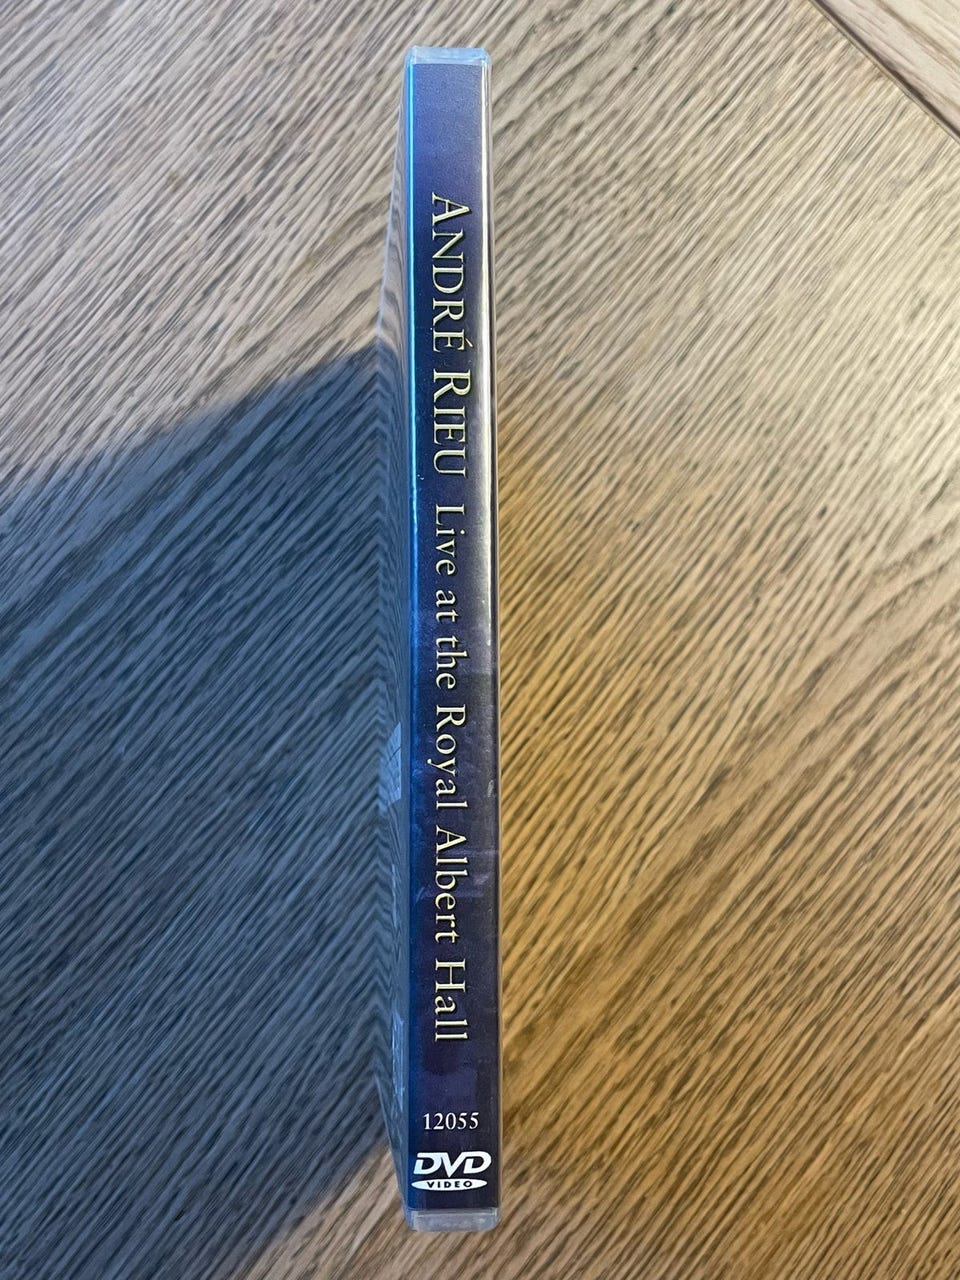 ANDRÉ RIEU Live at the Royal Albert Hall
12055
DVD
VIDEO